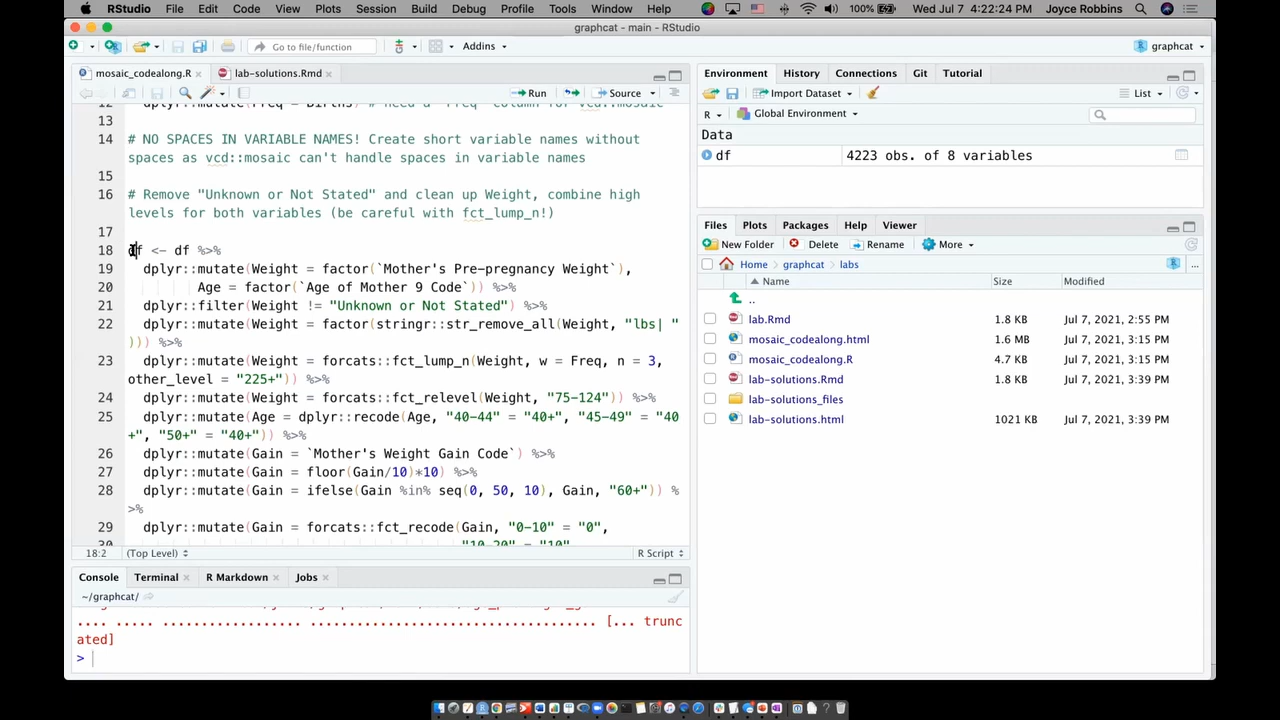 RStudio File Edit Code View Plots Session Build Debug Profile Tools Window Help 100% Wed Jul 7 4:22:24 PM Joyce Robbins
graphcat - main - RStudio
Go to file/function Addins graphcat
mosaic_codealong.R lab-solutions.Rmd
Run Source
12 dplyr::mutate(Freq = Births) # need a "Freq" column for vcd::mosaic
13
14 # NO SPACES IN VARIABLE NAMES! Create short variable names without
spaces as vcd::mosaic can't handle spaces in variable names
15
16 # Remove "Unknown or Not Stated" and clean up Weight, combine high
levels for both variables (be careful with fct_lump_n!)
17
18 df <- df %>%
19 dplyr::mutate(Weight = factor(`Mother's Pre-pregnancy Weight`),
20 Age = factor(`Age of Mother 9 Code`)) %>%
21 dplyr::filter(Weight != "Unknown or Not Stated") %>%
22 dplyr::mutate(Weight = factor(stringr::str_remove_all(Weight, "lbs| "
))) %>%
23 dplyr::mutate(Weight = forcats::fct_lump_n(Weight, w = Freq, n = 3,
other_level = "225+")) %>%
24 dplyr::mutate(Weight = forcats::fct_relevel(Weight, "75-124")) %>%
25 dplyr::mutate(Age = dplyr::recode(Age, "40-44" = "40+", "45-49" = "40
+", "50+" = "40+")) %>%
26 dplyr::mutate(Gain = `Mother's Weight Gain Code`) %>%
27 dplyr::mutate(Gain = floor(Gain/10)*10) %>%
28 dplyr::mutate(Gain = ifelse(Gain %in% seq(0, 50, 10), Gain, "60+")) %
>%
29 dplyr::mutate(Gain = forcats::fct_recode(Gain, "0-10" = "0",
30 "10-20" = "10",
18:2 (Top Level) R Script
Console Terminal R Markdown Jobs
~/graphcat/
.... ..... .................. ..................................... [... trunc
ated]
>
Environment History Connections Git Tutorial
Import Dataset List
R Global Environment
Data
df 4223 obs. of 8 variables
Files Plots Packages Help Viewer
New Folder Delete Rename More
Home graphcat labs ...
Name Size Modified
..
lab.Rmd 1.8 KB Jul 7, 2021, 2:55 PM
mosaic_codealong.html 1.6 MB Jul 7, 2021, 3:15 PM
mosaic_codealong.R 4.7 KB Jul 7, 2021, 3:15 PM
lab-solutions.Rmd 1.8 KB Jul 7, 2021, 3:39 PM
lab-solutions_files
lab-solutions.html 1021 KB Jul 7, 2021, 3:39 PM